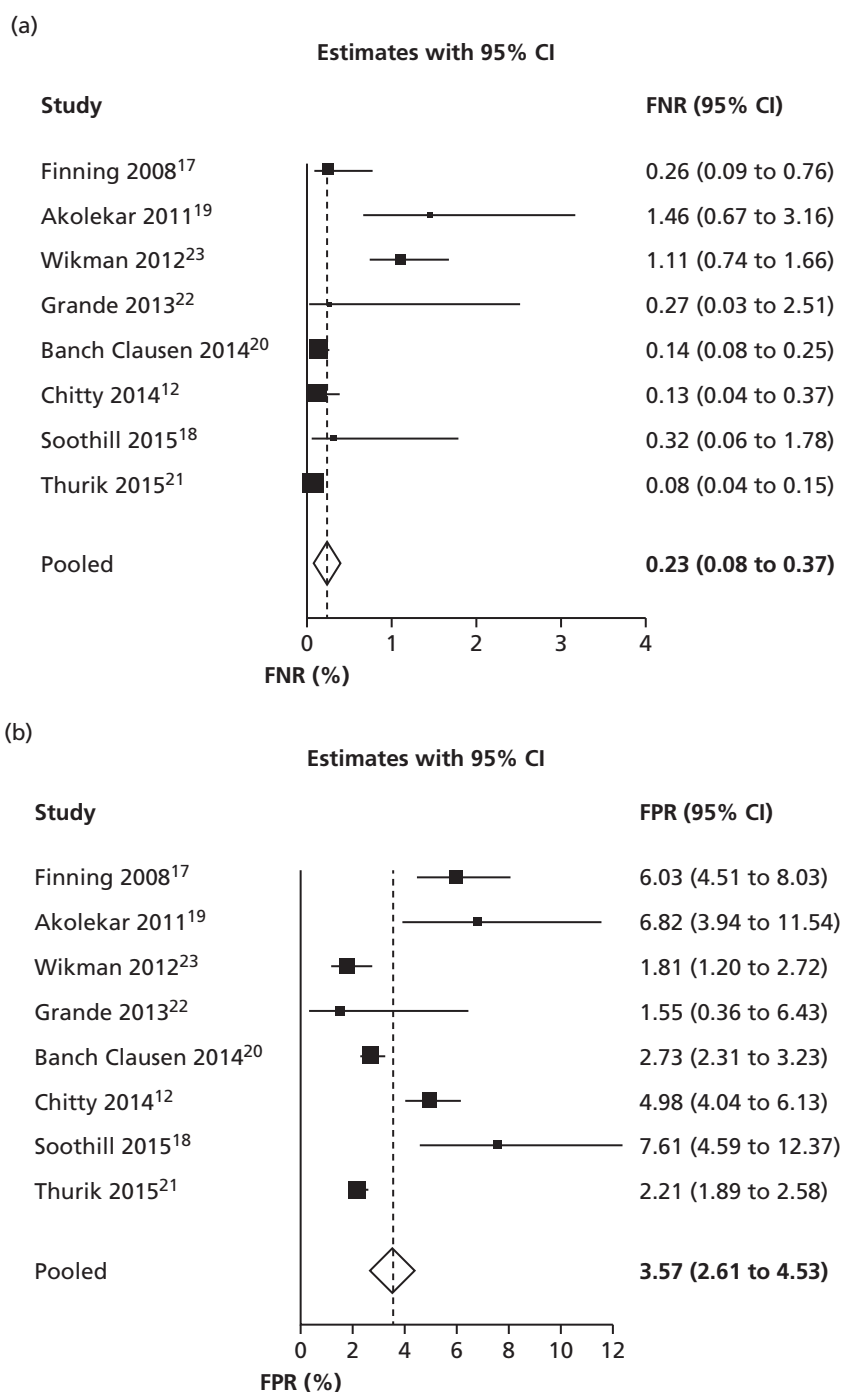 (a)
Estimates with 95% CI
Study FNR (95% CI)
Finning 2008¹⁷ 0.26 (0.09 to 0.76)
Akolekar 2011¹⁹ 1.46 (0.67 to 3.16)
Wikman 2012²³ 1.11 (0.74 to 1.66)
Grande 2013²² 0.27 (0.03 to 2.51)
Banch Clausen 2014²⁰ 0.14 (0.08 to 0.25)
Chitty 2014¹² 0.13 (0.04 to 0.37)
Soothill 2015¹⁸ 0.32 (0.06 to 1.78)
Thurik 2015²¹ 0.08 (0.04 to 0.15)
Pooled 0.23 (0.08 to 0.37)
0 1 2 3 4
FNR (%)
(b)
Estimates with 95% CI
Study FPR (95% CI)
Finning 2008¹⁷ 6.03 (4.51 to 8.03)
Akolekar 2011¹⁹ 6.82 (3.94 to 11.54)
Wikman 2012²³ 1.81 (1.20 to 2.72)
Grande 2013²² 1.55 (0.36 to 6.43)
Banch Clausen 2014²⁰ 2.73 (2.31 to 3.23)
Chitty 2014¹² 4.98 (4.04 to 6.13)
Soothill 2015¹⁸ 7.61 (4.59 to 12.37)
Thurik 2015²¹ 2.21 (1.89 to 2.58)
Pooled 3.57 (2.61 to 4.53)
0 2 4 6 8 10 12
FPR (%)